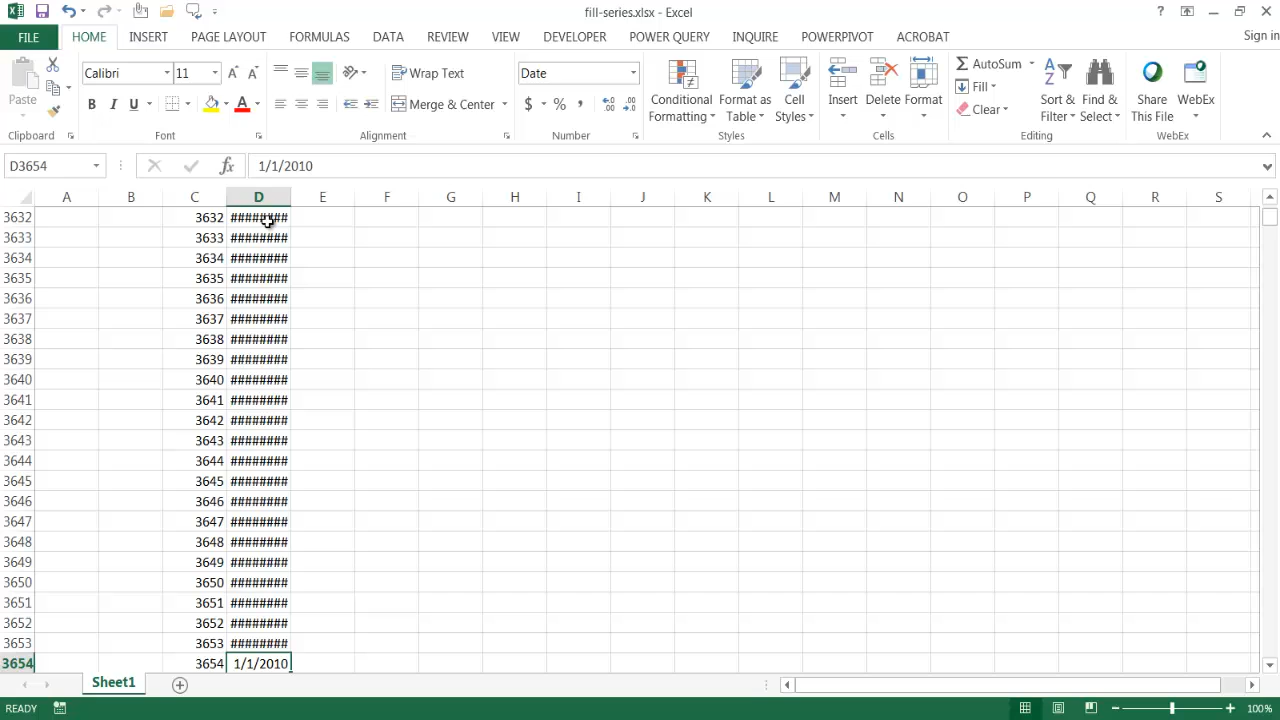 fill-series.xlsx - Excel
? Sign in
FILE HOME INSERT PAGE LAYOUT FORMULAS DATA REVIEW VIEW DEVELOPER POWER QUERY INQUIRE POWERPIVOT ACROBAT
Paste
Calibri 11 A A
B I U A
Wrap Text
Merge & Center
Date
$ % , .0 .00 .00 .0
Conditional Formatting
Format as Table
Cell Styles
Insert Delete Format
AutoSum
Fill
Clear
Sort & Filter
Find & Select
Share This File
WebEx
Clipboard Font Alignment Number Styles Cells Editing WebEx
D3654 fx 1/1/2010
A B C D E F G H I J K L M N O P Q R S
3632 3632 ########
3633 3633 ########
3634 3634 ########
3635 3635 ########
3636 3636 ########
3637 3637 ########
3638 3638 ########
3639 3639 ########
3640 3640 ########
3641 3641 ########
3642 3642 ########
3643 3643 ########
3644 3644 ########
3645 3645 ########
3646 3646 ########
3647 3647 ########
3648 3648 ########
3649 3649 ########
3650 3650 ########
3651 3651 ########
3652 3652 ########
3653 3653 ########
3654 3654 1/1/2010
Sheet1
READY 100%